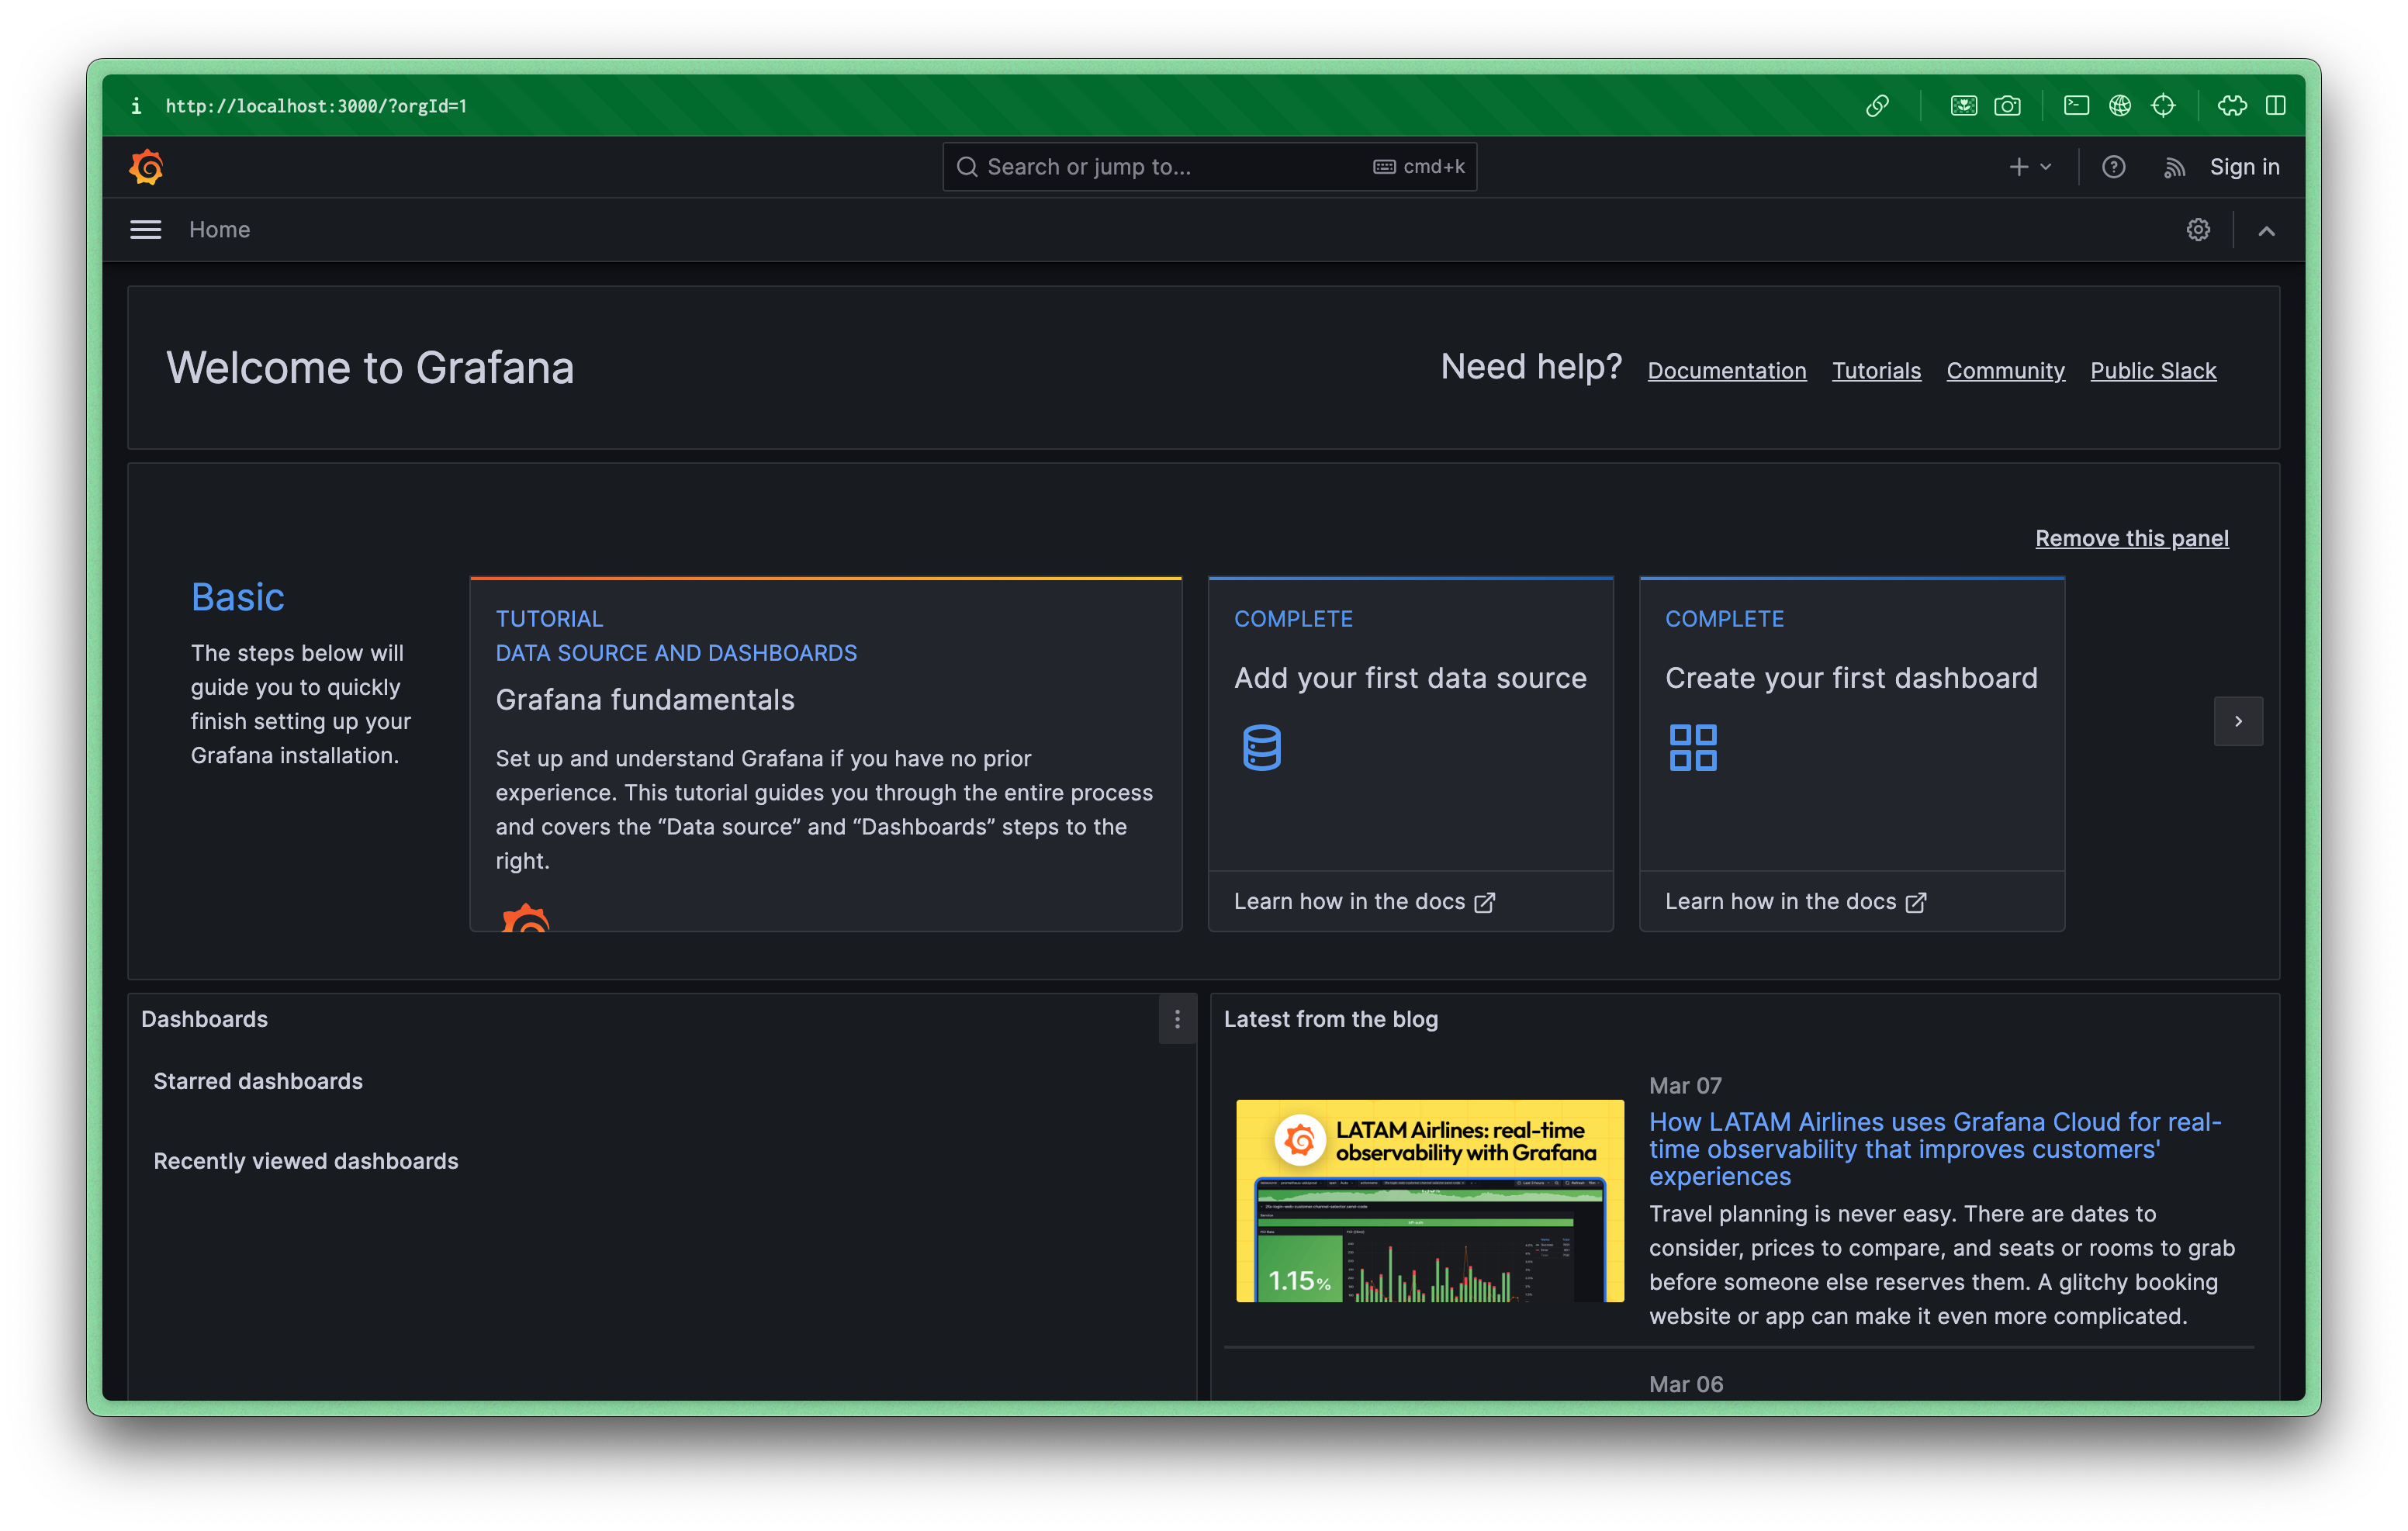 http://localhost:3000/?orgId=1
Search or jump to...
cmd+k
Sign in
Home
Welcome to Grafana
Need help?
Documentation
Tutorials
Community
Public Slack
Remove this panel
Basic
The steps below will
guide you to quickly
finish setting up your
Grafana installation.
TUTORIAL
DATA SOURCE AND DASHBOARDS
Grafana fundamentals
Set up and understand Grafana if you have no prior
experience. This tutorial guides you through the entire process
and covers the “Data source” and “Dashboards” steps to the
right.
COMPLETE
Add your first data source
Learn how in the docs
COMPLETE
Create your first dashboard
Learn how in the docs
Dashboards
Starred dashboards
Recently viewed dashboards
Latest from the blog
LATAM Airlines: real-time
observability with Grafana
1.15%
Mar 07
How LATAM Airlines uses Grafana Cloud for real-
time observability that improves customers'
experiences
Travel planning is never easy. There are dates to
consider, prices to compare, and seats or rooms to grab
before someone else reserves them. A glitchy booking
website or app can make it even more complicated.
Mar 06